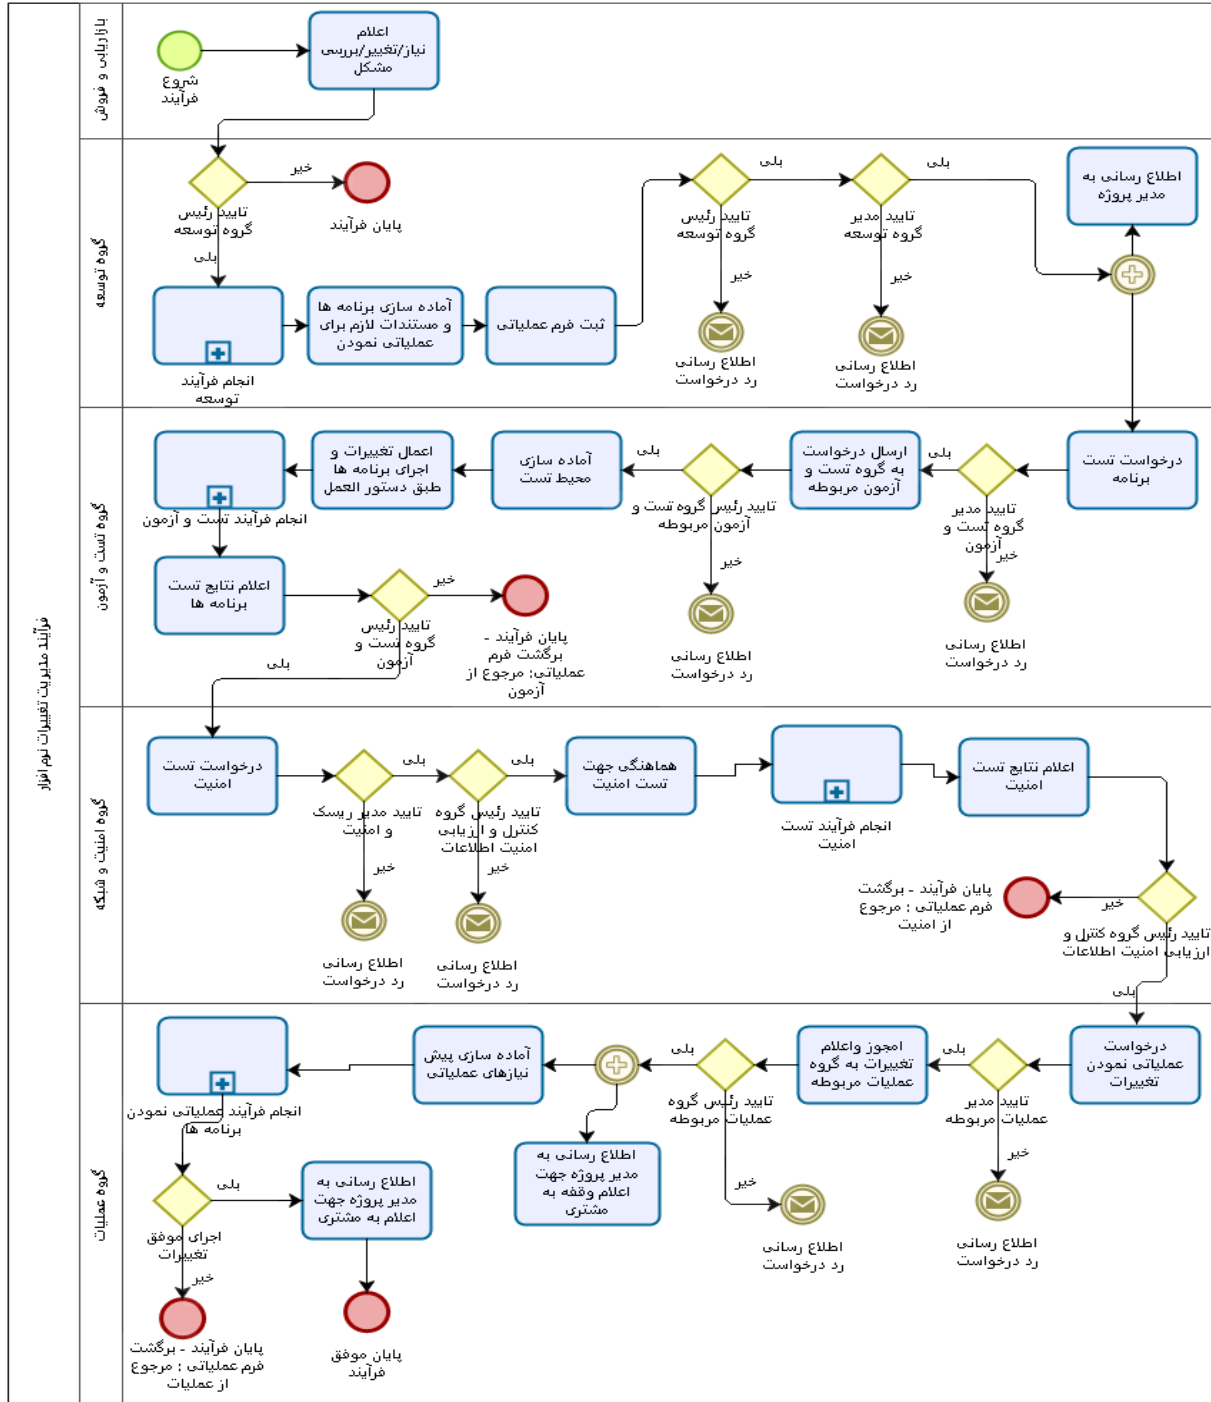 فرآیند مدیریت تغییرات نرم افزار
بازاریابی و فروش
شروع
فرآیند
اعلام
نیاز/تغییر/بررسی
مشکل
گروه توسعه
تایید رئیس
گروه توسعه
خیر
پایان فرآیند
بلی
انجام فرآیند
توسعه
آماده سازی برنامه ها
و مستندات لازم برای
عملیاتی نمودن
ثبت فرم عملیاتی
تایید رئیس
گروه توسعه
بلی
خیر
اطلاع رسانی
رد درخواست
تایید مدیر
گروه توسعه
بلی
خیر
اطلاع رسانی
رد درخواست
اطلاع رسانی به
مدیر پروژه
گروه تست و آزمون
درخواست تست
برنامه
تایید مدیر
گروه تست و
آزمون
بلی
خیر
اطلاع رسانی
رد درخواست
ارسال درخواست
به گروه تست و
آزمون مربوطه
تایید رئیس گروه تست و
آزمون مربوطه
بلی
خیر
اطلاع رسانی
رد درخواست
آماده سازی
محیط تست
اعمال تغییرات و
اجرای برنامه ها
طبق دستور العمل
انجام فرآیند تست و آزمون
اعلام نتایج تست
برنامه ها
تایید رئیس
گروه تست و
آزمون
خیر
پایان فرآیند -
برگشت فرم
عملیاتی: مرجوع از
آزمون
بلی
گروه امنیت و شبکه
درخواست تست
امنیت
تایید مدیر ریسک
و امنیت
بلی
خیر
اطلاع رسانی
رد درخواست
تایید رئیس گروه
کنترل و ارزیابی
امنیت اطلاعات
بلی
خیر
اطلاع رسانی
رد درخواست
هماهنگی جهت
تست امنیت
انجام فرآیند تست
امنیت
اعلام نتایج تست
امنیت
تایید رئیس گروه کنترل و
ارزیابی امنیت اطلاعات
خیر
پایان فرآیند - برگشت
فرم عملیاتی : مرجوع
از امنیت
بلی
گروه عملیات
درخواست
عملیاتی نمودن
تغییرات
تایید مدیر
عملیات مربوطه
بلی
خیر
اطلاع رسانی
رد درخواست
امجوز واعلام
تغییرات به گروه
عملیات مربوطه
تایید رئیس گروه
عملیات مربوطه
بلی
خیر
اطلاع رسانی
رد درخواست
اطلاع رسانی به
مدیر پروژه جهت
اعلام وقفه به
مشتری
آماده سازی پیش
نیازهای عملیاتی
انجام فرآیند عملیاتی نمودن
برنامه ها
اجرای موفق
تغییرات
بلی
خیر
اطلاع رسانی به
مدیر پروژه جهت
اعلام به مشتری
پایان موفق
فرآیند
پایان فرآیند - برگشت
فرم عملیاتی : مرجوع
از عملیات